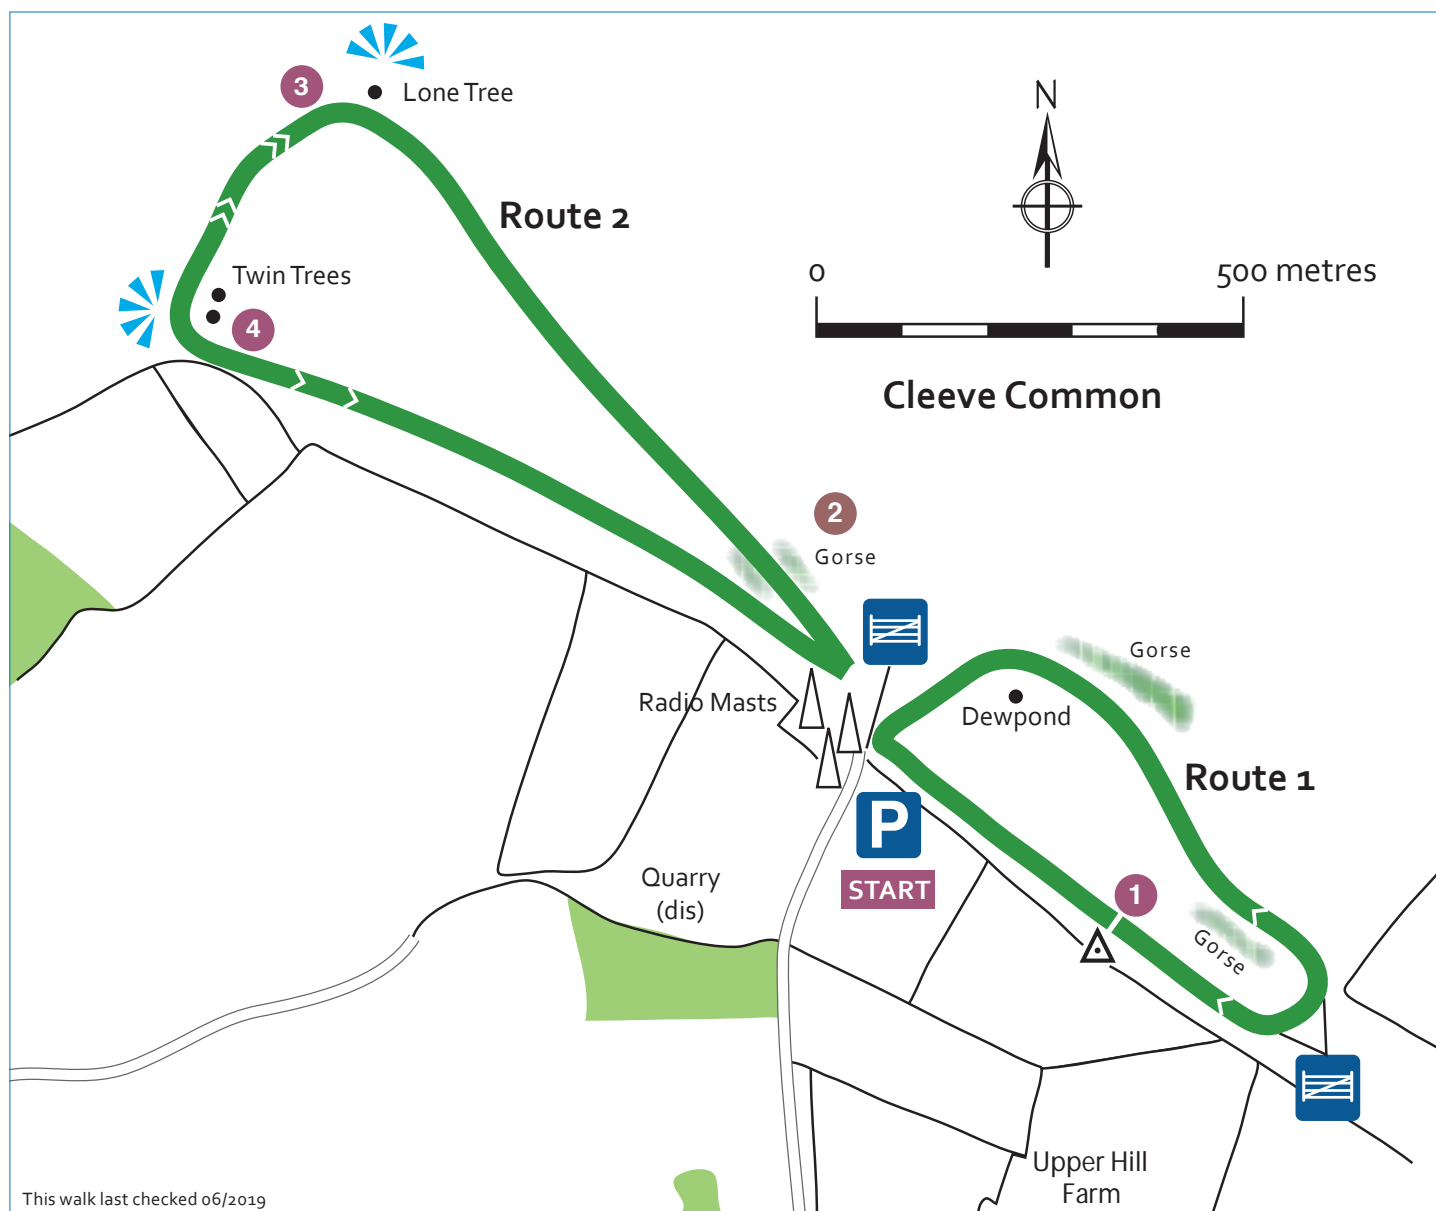 3
Lone Tree
N
Route 2
0
500 metres
Twin Trees
4
Cleeve Common
2
Gorse
Gorse
Radio Masts
Dewpond
Route 1
P
START
Quarry
(dis)
1
Gorse
Upper Hill
Farm
This walk last checked 06/2019